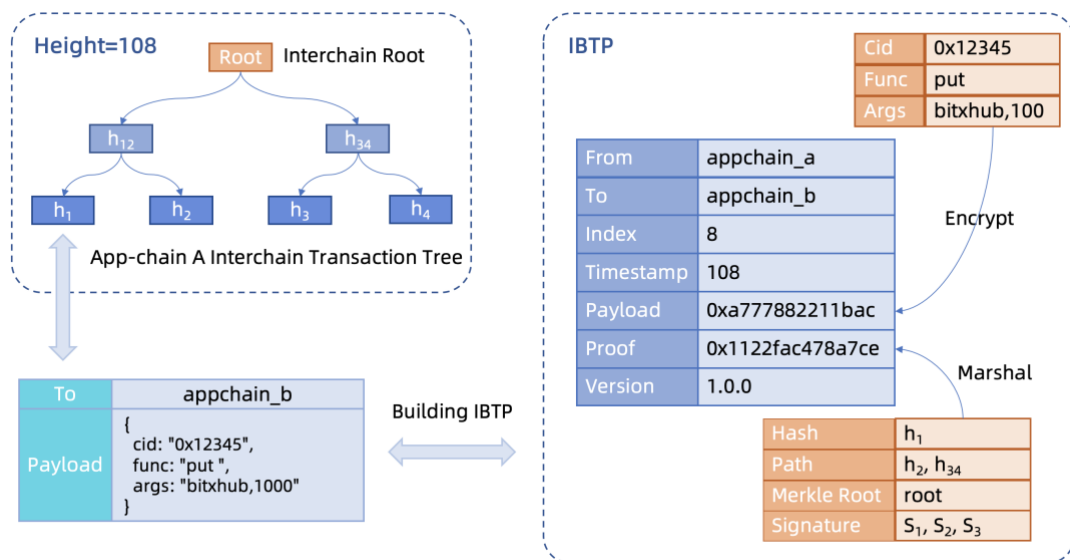 Height=108
Root
Interchain Root
h12
h34
h1
h2
h3
h4
App-chain A Interchain Transaction Tree
To
appchain_b
Payload
{
cid: "0x12345",
func: "put ",
args: "bitxhub,1000"
}
Building IBTP
IBTP
Cid 0x12345
Func put
Args bitxhub,100
Encrypt
From appchain_a
To appchain_b
Index 8
Timestamp 108
Payload 0xa777882211bac
Proof 0x1122fac478a7ce
Version 1.0.0
Marshal
Hash h1
Path h2, h34
Merkle Root root
Signature S1, S2, S3